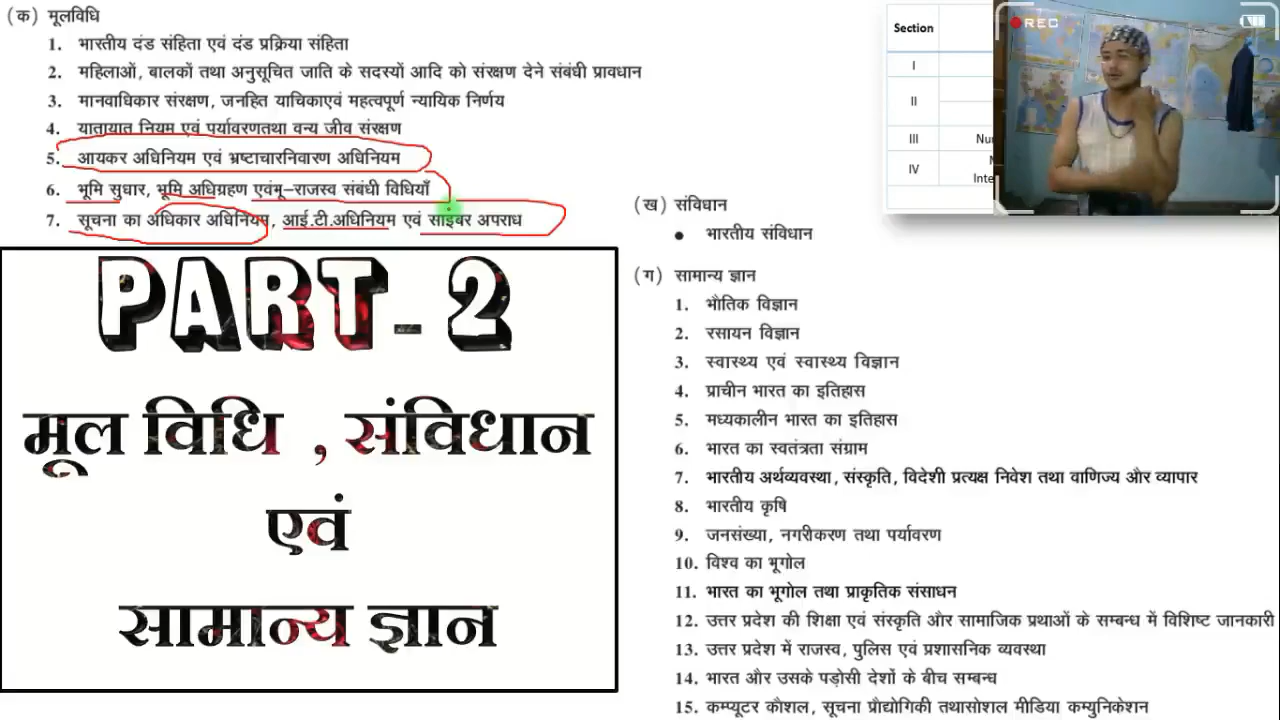 (क) मूलविधि
1. भारतीय दंड संहिता एवं दंड प्रक्रिया संहिता
2. महिलाओं, बालकों तथा अनुसूचित जाति के सदस्यों आदि को संरक्षण देने संबंधी प्रावधान
3. मानवाधिकार संरक्षण, जनहित याचिकाएवं महत्वपूर्ण न्यायिक निर्णय
4. यातायात नियम एवं पर्यावरणतथा वन्य जीव संरक्षण
5. आयकर अधिनियम एवं भ्रष्टाचारनिवारण अधिनियम
6. भूमि सुधार, भूमि अधिग्रहण एवंभू-राजस्व संबंधी विधियाँ
7. सूचना का अधिकार अधिनियम, आई.टी.अधिनियम एवं साइबर अपराध
PART-2
मूल विधि , संविधान
एवं
सामान्य ज्ञान
Section
I
II
III
IV
REC
(ख) संविधान
• भारतीय संविधान
(ग) सामान्य ज्ञान
1. भौतिक विज्ञान
2. रसायन विज्ञान
3. स्वास्थ्य एवं स्वास्थ्य विज्ञान
4. प्राचीन भारत का इतिहास
5. मध्यकालीन भारत का इतिहास
6. भारत का स्वतंत्रता संग्राम
7. भारतीय अर्थव्यवस्था, संस्कृति, विदेशी प्रत्यक्ष निवेश तथा वाणिज्य और व्यापार
8. भारतीय कृषि
9. जनसंख्या, नगरीकरण तथा पर्यावरण
10. विश्व का भूगोल
11. भारत का भूगोल तथा प्राकृतिक संसाधन
12. उत्तर प्रदेश की शिक्षा एवं संस्कृति और सामाजिक प्रथाओं के सम्बन्ध में विशिष्ट जानकारी
13. उत्तर प्रदेश में राजस्व, पुलिस एवं प्रशासनिक व्यवस्था
14. भारत और उसके पड़ोसी देशों के बीच सम्बन्ध
15. कम्प्यूटर कौशल, सूचना प्रौद्योगिकी तथासोशल मीडिया कम्युनिकेशन